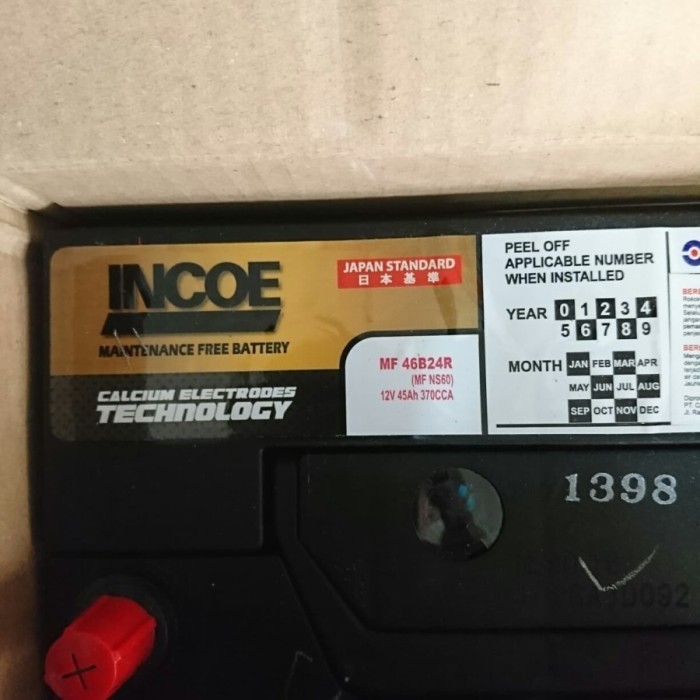 INCOE
MAINTENANCE FREE BATTERY
CALCIUM ELECTRODES
TECHNOLOGY
JAPAN STANDARD
日本基準
MF 46B24R
(MF NS60)
12V 45Ah 370CCA
PEEL OFF
APPLICABLE NUMBER
WHEN INSTALLED
YEAR 0 1 2 3 4
5 6 7 8 9
MONTH JAN FEB MAR APR
MAY JUN JUL AUG
SEP OCT NOV DEC
1398
+